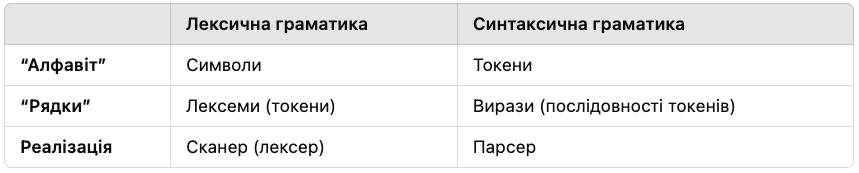 Лексична граматика Синтаксична граматика
“Алфавіт” Символи Токени
“Рядки” Лексеми (токени) Вирази (послідовності токенів)
Реалізація Сканер (лексер) Парсер